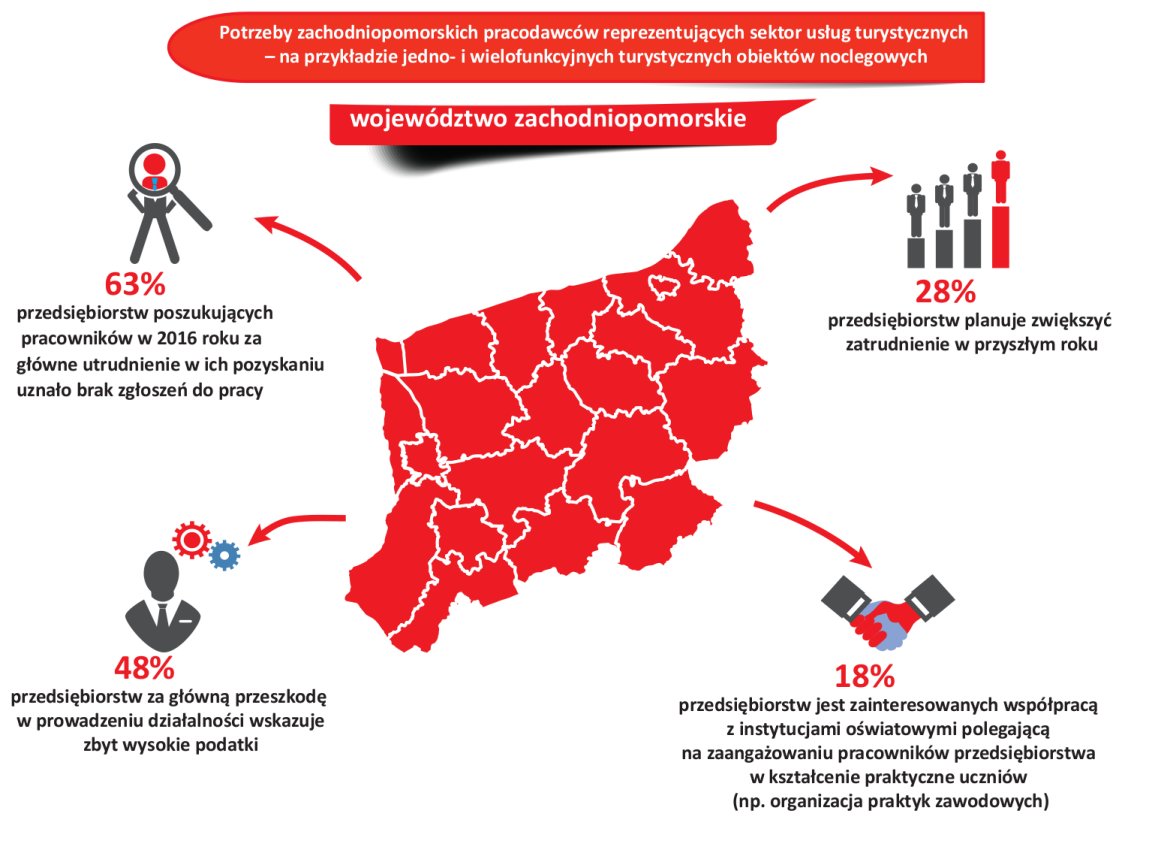 Potrzeby zachodniopomorskich pracodawców reprezentujących sektor usług turystycznych
– na przykładzie jedno- i wielofunkcyjnych turystycznych obiektów noclegowych
województwo zachodniopomorskie
63%
przedsiębiorstw poszukujących
pracowników w 2016 roku za
główne utrudnienie w ich pozyskaniu
uznało brak zgłoszeń do pracy
28%
przedsiębiorstw planuje zwiększyć
zatrudnienie w przyszłym roku
48%
przedsiębiorstw za główną przeszkodę
w prowadzeniu działalności wskazuje
zbyt wysokie podatki
18%
przedsiębiorstw jest zainteresowanych współpracą
z instytucjami oświatowymi polegającą
na zaangażowaniu pracowników przedsiębiorstwa
w kształcenie praktyczne uczniów
(np. organizacja praktyk zawodowych)